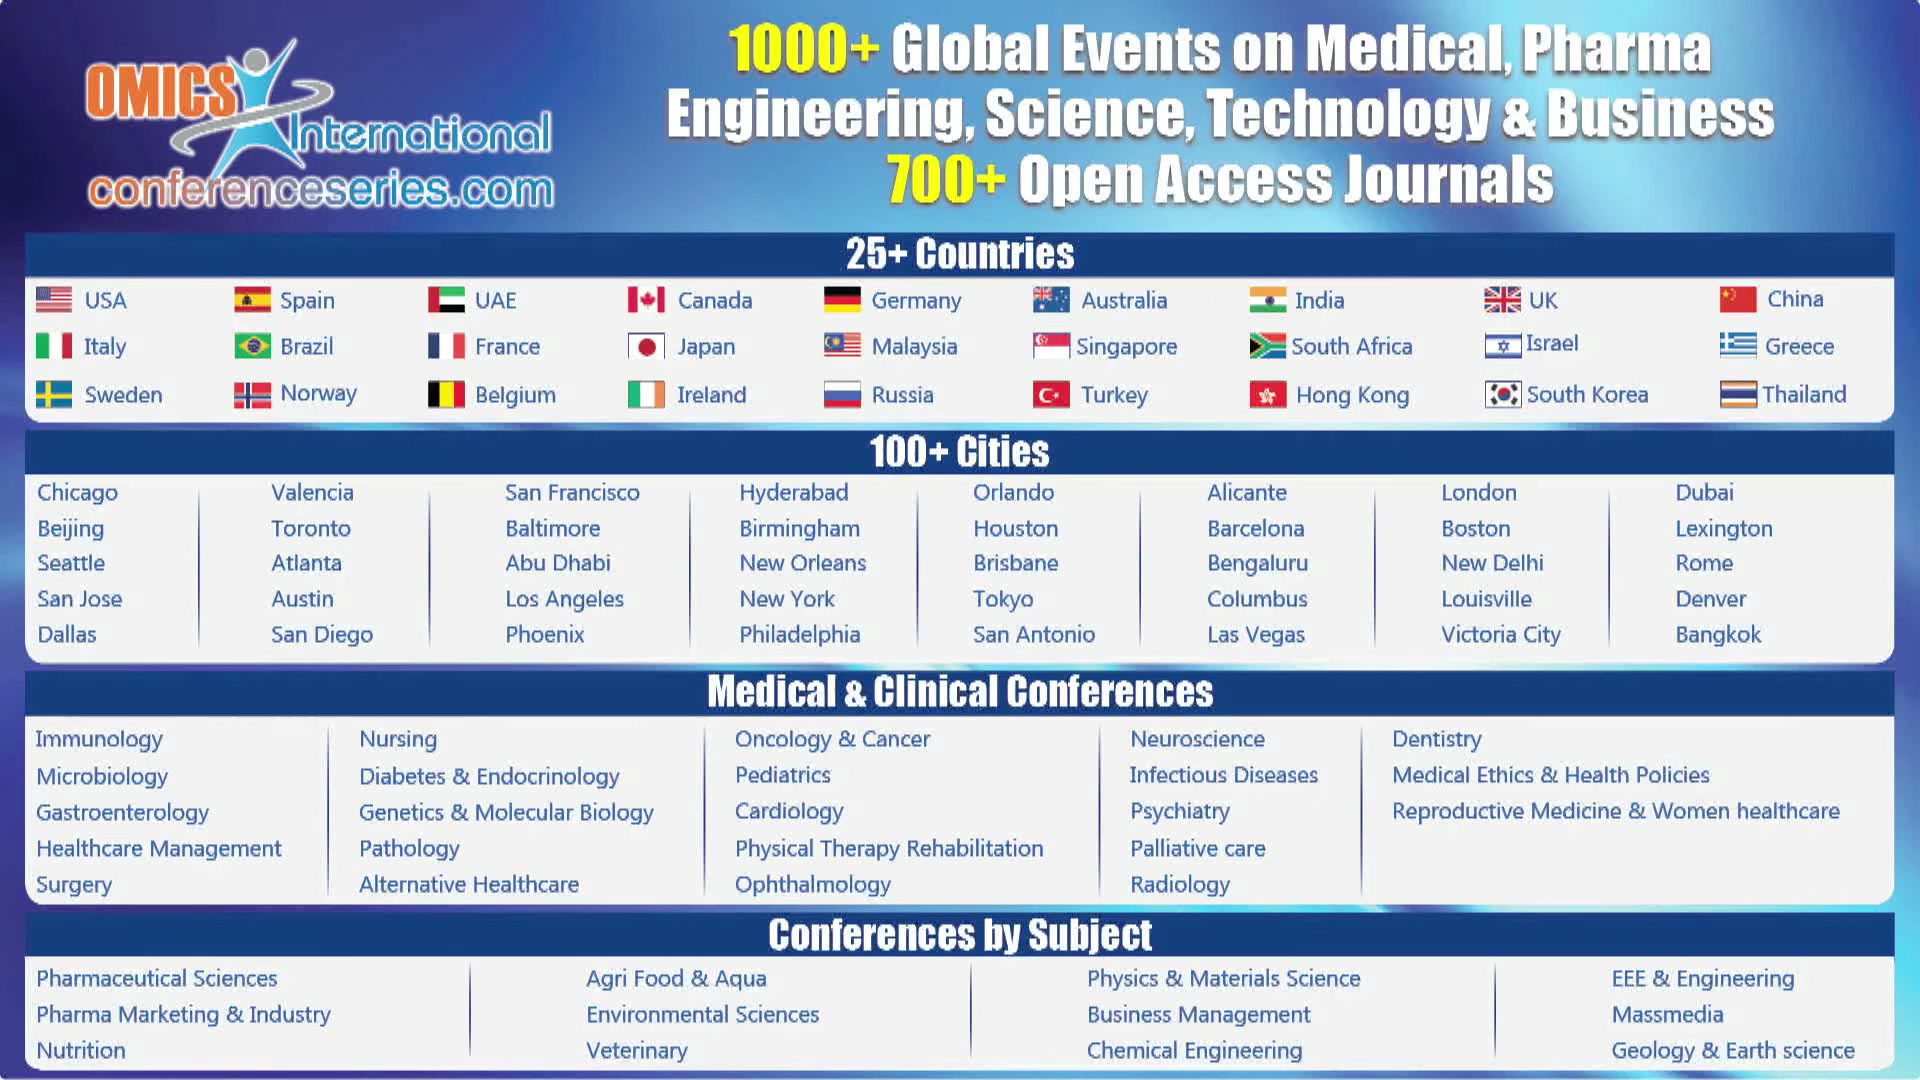 OMICS
International
conferenceseries.com
1000+ Global Events on Medical, Pharma
Engineering, Science, Technology & Business
700+ Open Access Journals
25+ Countries
USA Spain UAE Canada Germany Australia India UK China
Italy Brazil France Japan Malaysia Singapore South Africa Israel Greece
Sweden Norway Belgium Ireland Russia Turkey Hong Kong South Korea Thailand
100+ Cities
Chicago Valencia San Francisco Hyderabad Orlando Alicante London Dubai
Beijing Toronto Baltimore Birmingham Houston Barcelona Boston Lexington
Seattle Atlanta Abu Dhabi New Orleans Brisbane Bengaluru New Delhi Rome
San Jose Austin Los Angeles New York Tokyo Columbus Louisville Denver
Dallas San Diego Phoenix Philadelphia San Antonio Las Vegas Victoria City Bangkok
Medical & Clinical Conferences
Immunology Nursing Oncology & Cancer Neuroscience Dentistry
Microbiology Diabetes & Endocrinology Pediatrics Infectious Diseases Medical Ethics & Health Policies
Gastroenterology Genetics & Molecular Biology Cardiology Psychiatry Reproductive Medicine & Women healthcare
Healthcare Management Pathology Physical Therapy Rehabilitation Palliative care
Surgery Alternative Healthcare Ophthalmology Radiology
Conferences by Subject
Pharmaceutical Sciences Agri Food & Aqua Physics & Materials Science EEE & Engineering
Pharma Marketing & Industry Environmental Sciences Business Management Massmedia
Nutrition Veterinary Chemical Engineering Geology & Earth science